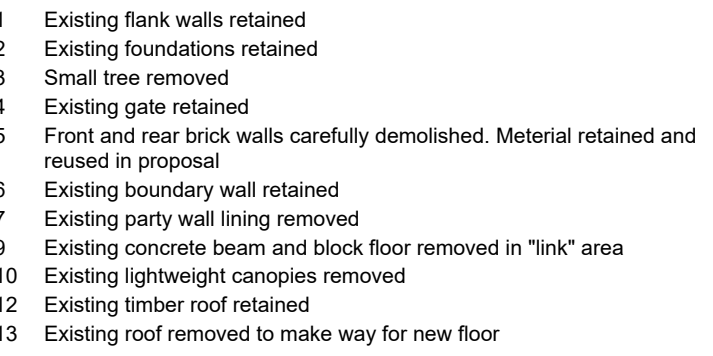 1 Existing flank walls retained
2 Existing foundations retained
3 Small tree removed
4 Existing gate retained
5 Front and rear brick walls carefully demolished. Meterial retained and
reused in proposal
6 Existing boundary wall retained
7 Existing party wall lining removed
9 Existing concrete beam and block floor removed in "link" area
10 Existing lightweight canopies removed
12 Existing timber roof retained
13 Existing roof removed to make way for new floor